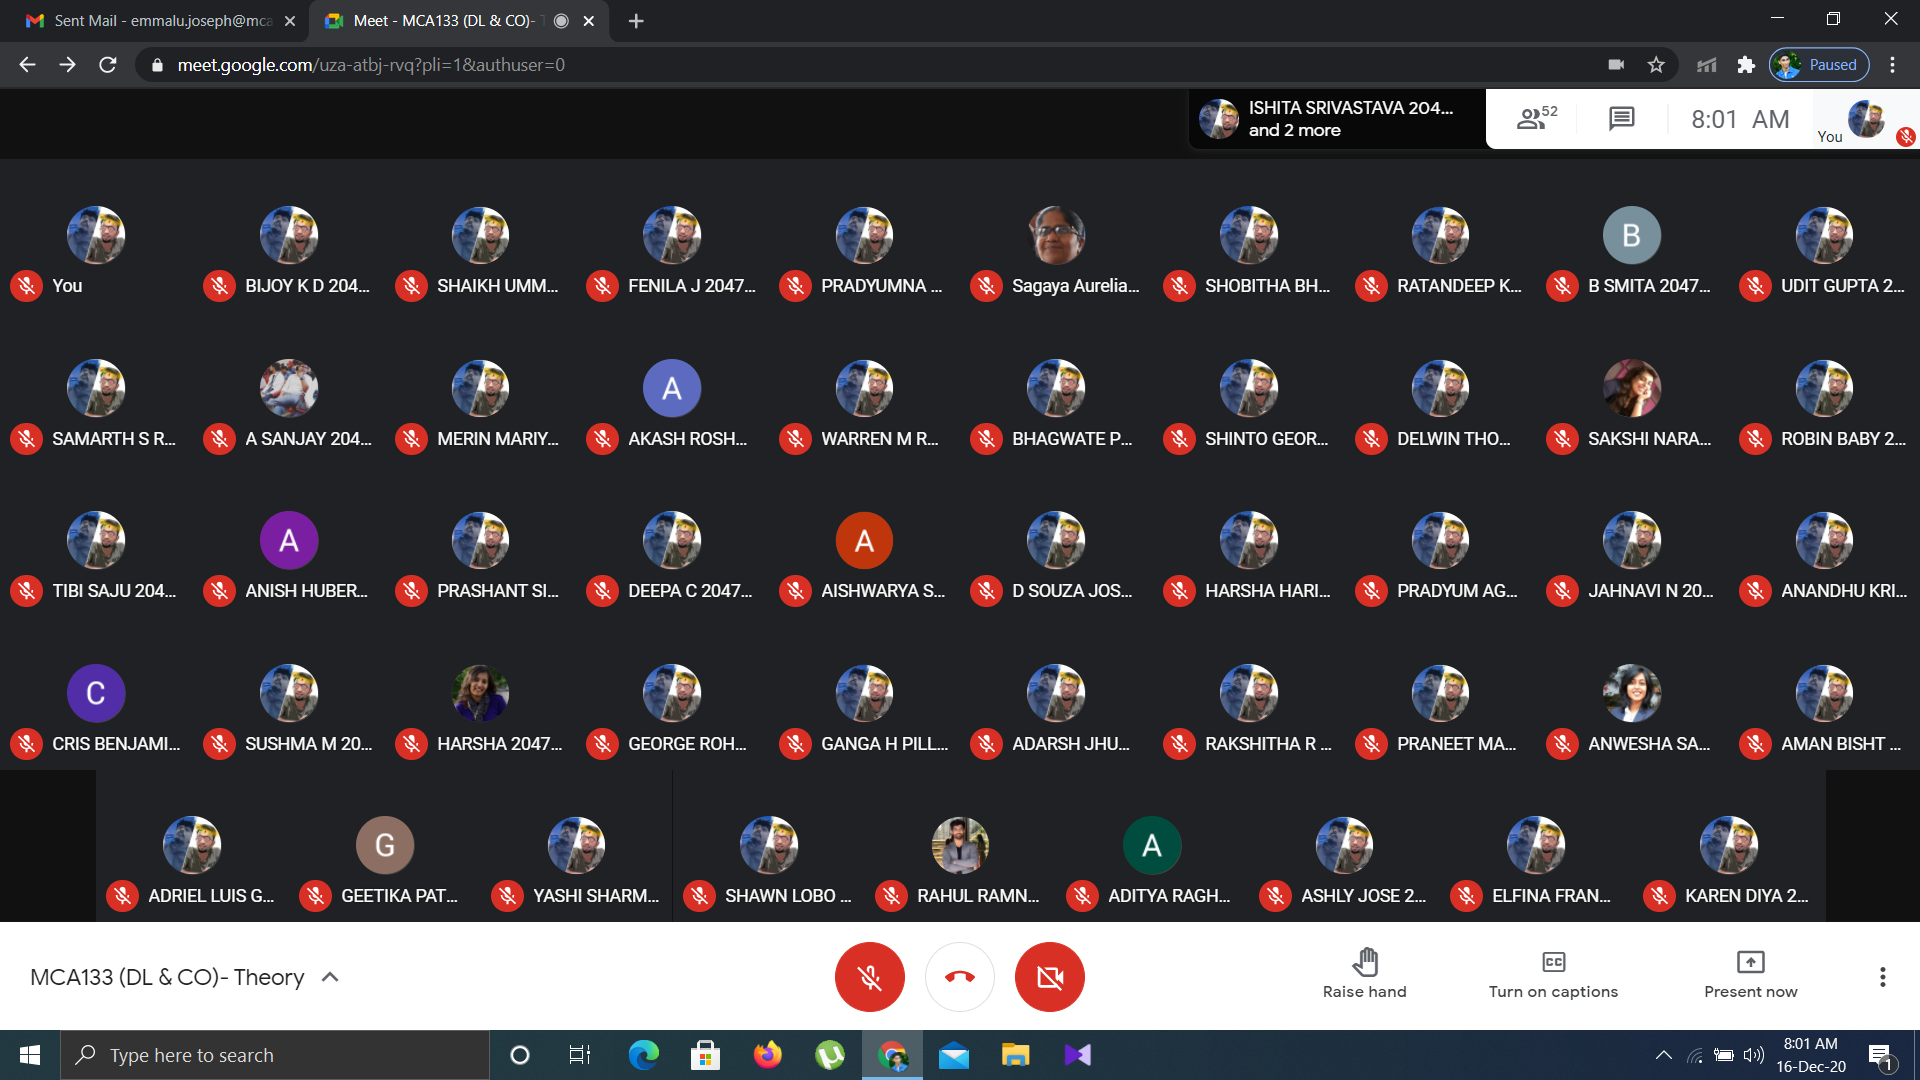 Sent Mail - emmalu.joseph@mca
Meet - MCA133 (DL & CO)- T
meet.google.com/uza-atbj-rvq?pli=1&authuser=0
Paused
ISHITA SRIVASTAVA 204...
and 2 more
52
8:01 AM
You
You
BIJOY K D 204...
SHAIKH UMM...
FENILA J 2047...
PRADYUMNA ...
Sagaya Aurelia...
SHOBITHA BH...
RATANDEEP K...
B
B SMITA 2047...
UDIT GUPTA 2...
SAMARTH S R...
A SANJAY 204...
MERIN MARIY...
A
AKASH ROSH...
WARREN M R...
BHAGWATE P...
SHINTO GEOR...
DELWIN THO...
SAKSHI NARA...
ROBIN BABY 2...
TIBI SAJU 204...
A
ANISH HUBER...
PRASHANT SI...
DEEPA C 2047...
A
AISHWARYA S...
D SOUZA JOS...
HARSHA HARI...
PRADYUM AG...
JAHNAVI N 20...
ANANDHU KRI...
C
CRIS BENJAMI...
SUSHMA M 20...
HARSHA 2047...
GEORGE ROH...
GANGA H PILL...
ADARSH JHU...
RAKSHITHA R ...
PRANEET MA...
ANWESHA SA...
AMAN BISHT ...
ADRIEL LUIS G...
G
GEETIKA PAT...
YASHI SHARM...
SHAWN LOBO ...
RAHUL RAMN...
A
ADITYA RAGH...
ASHLY JOSE 2...
ELFINA FRAN...
KAREN DIYA 2...
MCA133 (DL & CO)- Theory
Raise hand
CC
Turn on captions
Present now
Type here to search
8:01 AM
16-Dec-20
1